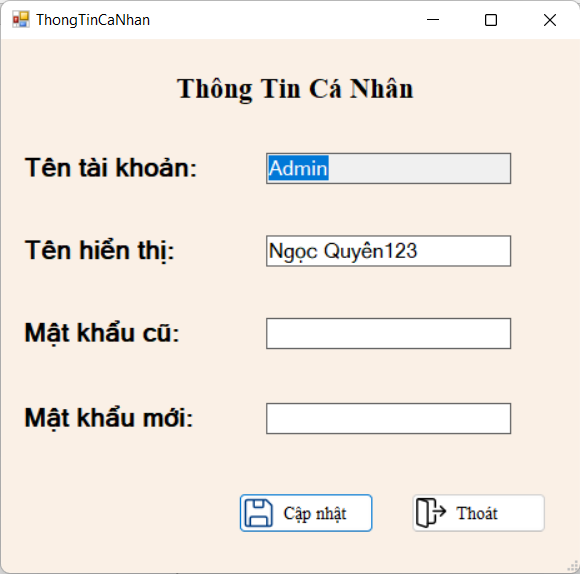 ThongTinCaNhan
Thông Tin Cá Nhân
Tên tài khoản: Admin
Tên hiển thị: Ngọc Quyên123
Mật khẩu cũ:
Mật khẩu mới:
Cập nhật Thoát